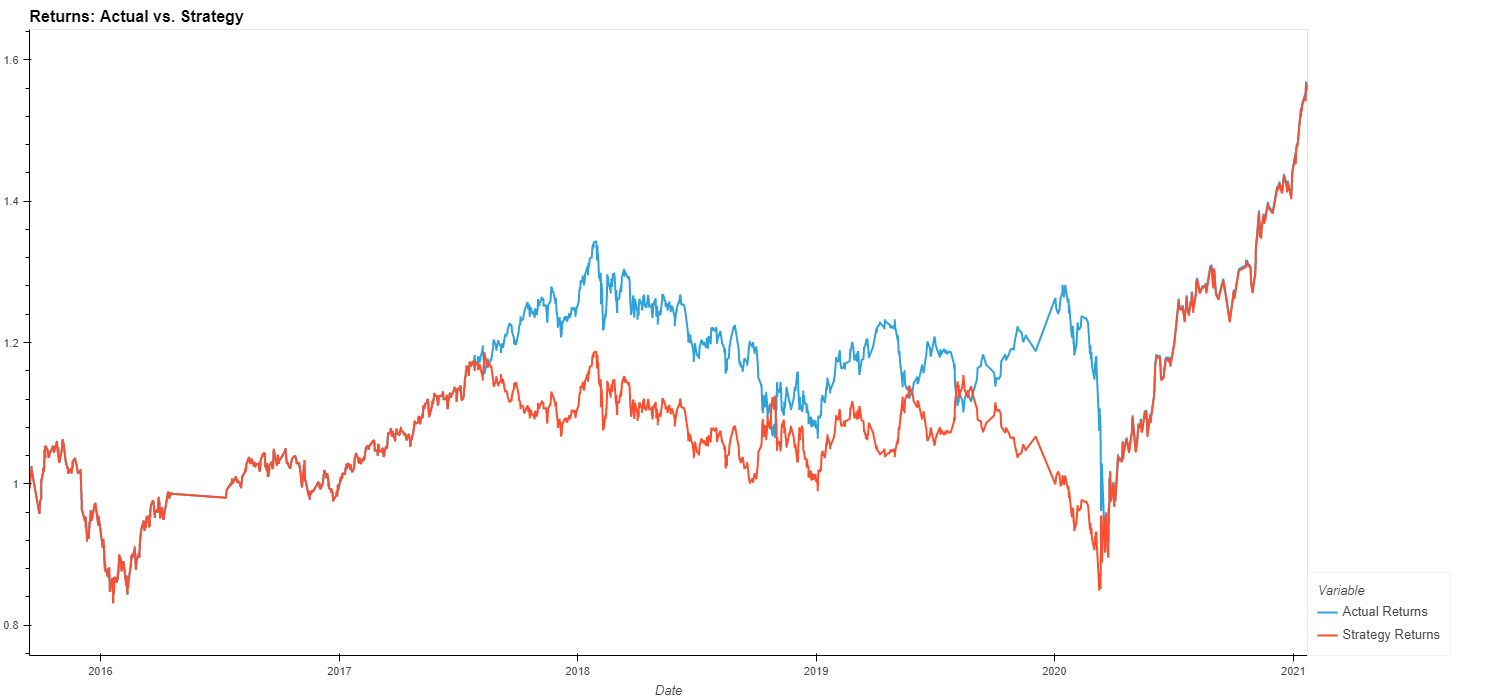 Returns: Actual vs. Strategy
1.6
1.4
1.2
1
0.8
2016 2017 2018 2019 2020 2021
Date
Variable
Actual Returns
Strategy Returns